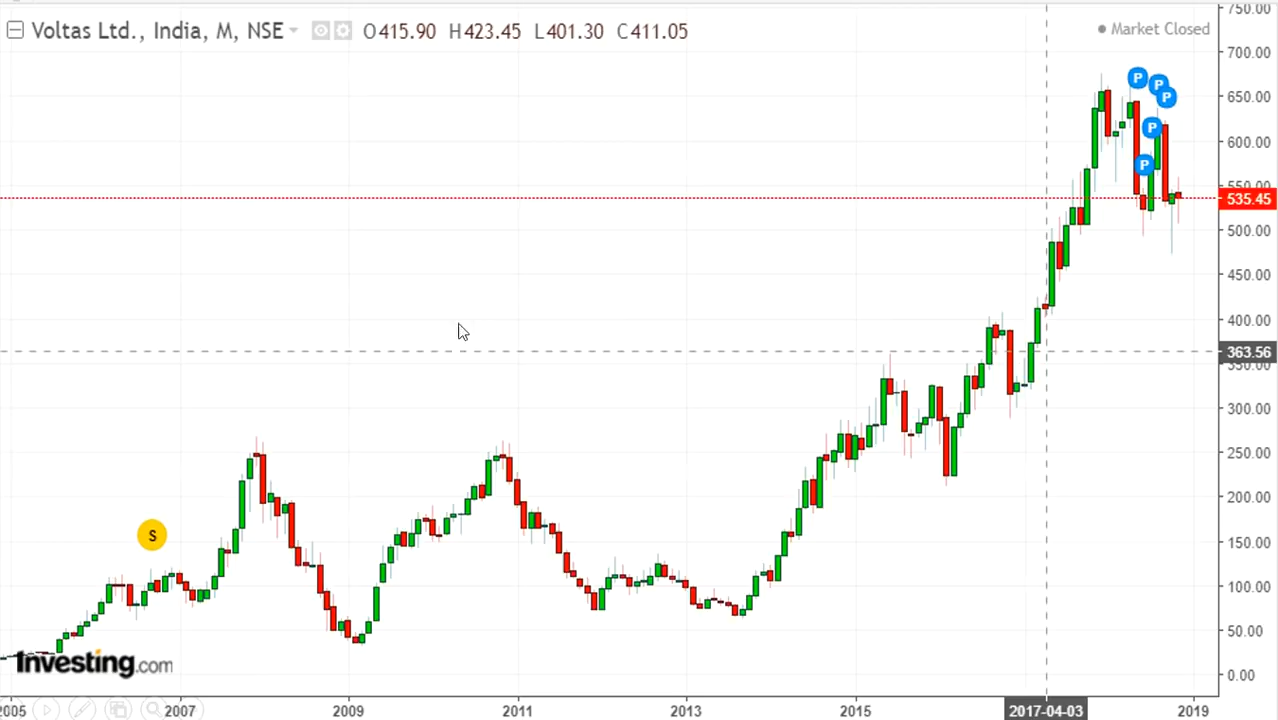 Voltas Ltd., India, M, NSE O415.90 H423.45 L401.30 C411.05
Market Closed
750.00
700.00
P
P
650.00
P
P
600.00
P
550.00
535.45
500.00
450.00
400.00
363.56
350.00
300.00
250.00
200.00
S
150.00
100.00
50.00
Investing.com
0.00
2005 2007 2009 2011 2013 2015 2017-04-03 2019